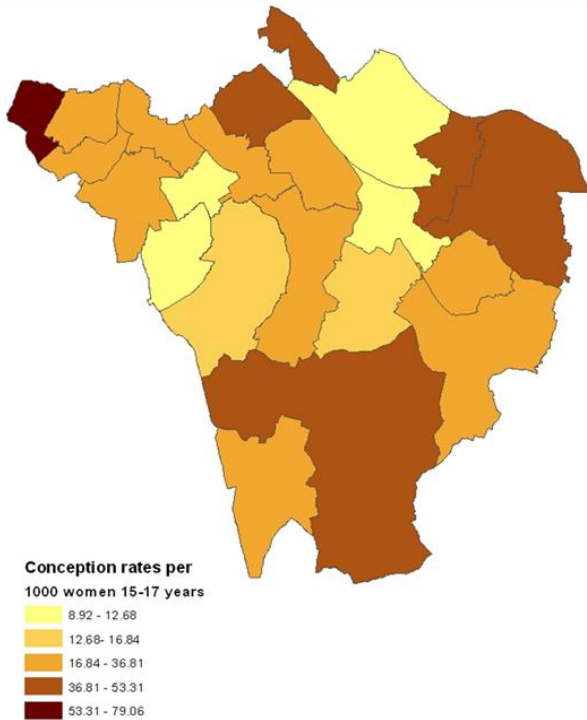 Conception rates per
1000 women 15-17 years
8.92 - 12.68
12.68- 16.84
16.84 - 36.81
36.81 - 53.31
53.31 - 79.06